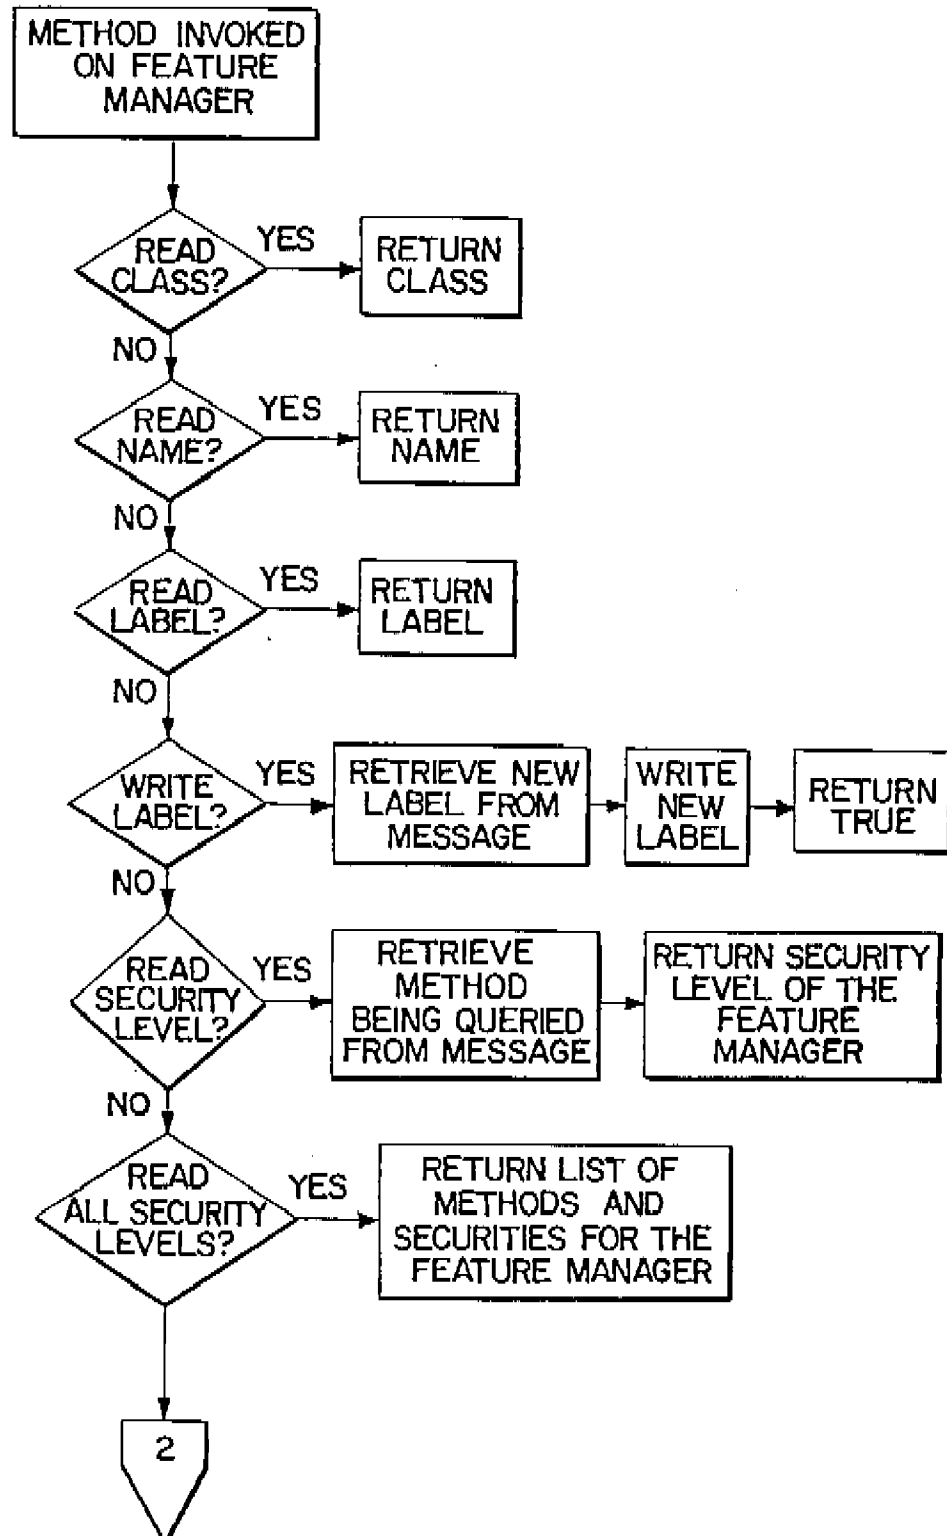 METHOD INVOKED
ON FEATURE
MANAGER
READ
CLASS?
YES
RETURN
CLASS
NO
READ
NAME?
YES
RETURN
NAME
NO
READ
LABEL?
YES
RETURN
LABEL
NO
WRITE
LABEL?
YES
RETRIEVE NEW
LABEL FROM
MESSAGE
WRITE
NEW
LABEL
RETURN
TRUE
NO
READ
SECURITY
LEVEL?
YES
RETRIEVE
METHOD
BEING QUERIED
FROM MESSAGE
RETURN SECURITY
LEVEL OF THE
FEATURE
MANAGER
NO
READ
ALL SECURITY
LEVELS?
YES
RETURN LIST OF
METHODS AND
SECURITIES FOR THE
FEATURE MANAGER
2